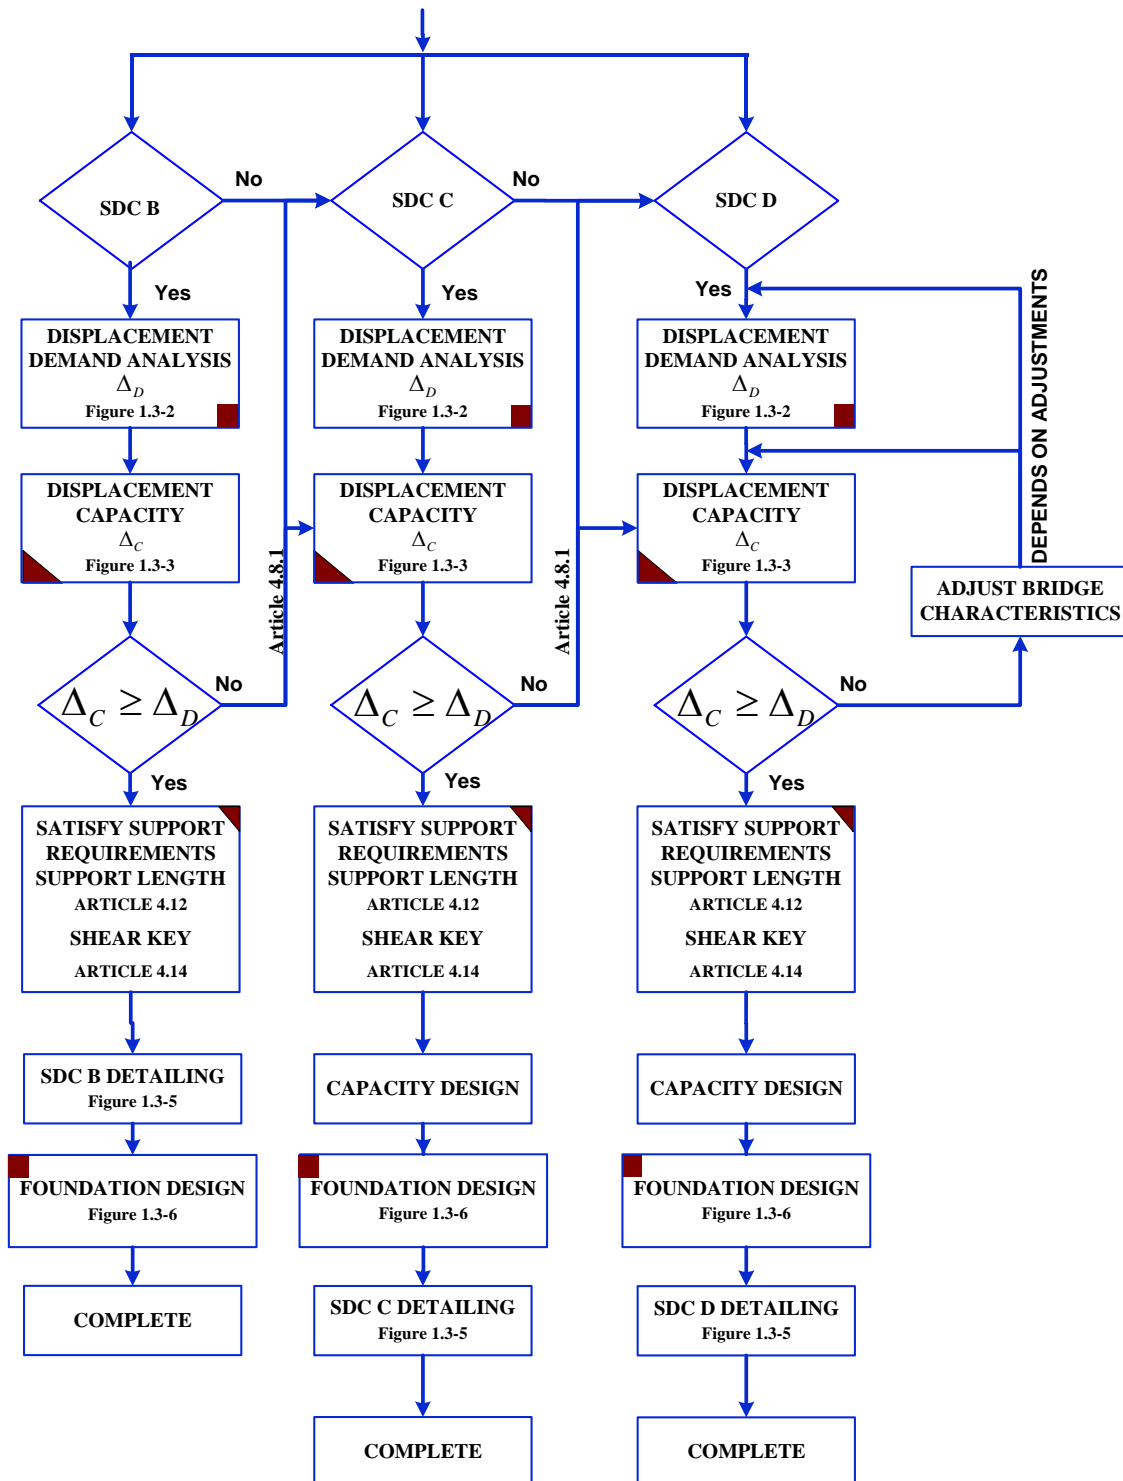 SDC B
No
SDC C
No
SDC D
Yes
Yes
Yes
DISPLACEMENT
DEMAND ANALYSIS
Δ_D
Figure 1.3-2
DISPLACEMENT
DEMAND ANALYSIS
Δ_D
Figure 1.3-2
DISPLACEMENT
DEMAND ANALYSIS
Δ_D
Figure 1.3-2
DEPENDS ON ADJUSTMENTS
DISPLACEMENT
CAPACITY
Δ_C
Figure 1.3-3
Article 4.8.1
DISPLACEMENT
CAPACITY
Δ_C
Figure 1.3-3
Article 4.8.1
DISPLACEMENT
CAPACITY
Δ_C
Figure 1.3-3
ADJUST BRIDGE
CHARACTERISTICS
Δ_C ≥ Δ_D
No
Δ_C ≥ Δ_D
No
Δ_C ≥ Δ_D
No
Yes
Yes
Yes
SATISFY SUPPORT
REQUIREMENTS
SUPPORT LENGTH
ARTICLE 4.12
SHEAR KEY
ARTICLE 4.14
SATISFY SUPPORT
REQUIREMENTS
SUPPORT LENGTH
ARTICLE 4.12
SHEAR KEY
ARTICLE 4.14
SATISFY SUPPORT
REQUIREMENTS
SUPPORT LENGTH
ARTICLE 4.12
SHEAR KEY
ARTICLE 4.14
SDC B DETAILING
Figure 1.3-5
CAPACITY DESIGN
CAPACITY DESIGN
FOUNDATION DESIGN
Figure 1.3-6
FOUNDATION DESIGN
Figure 1.3-6
FOUNDATION DESIGN
Figure 1.3-6
COMPLETE
SDC C DETAILING
Figure 1.3-5
SDC D DETAILING
Figure 1.3-5
COMPLETE
COMPLETE